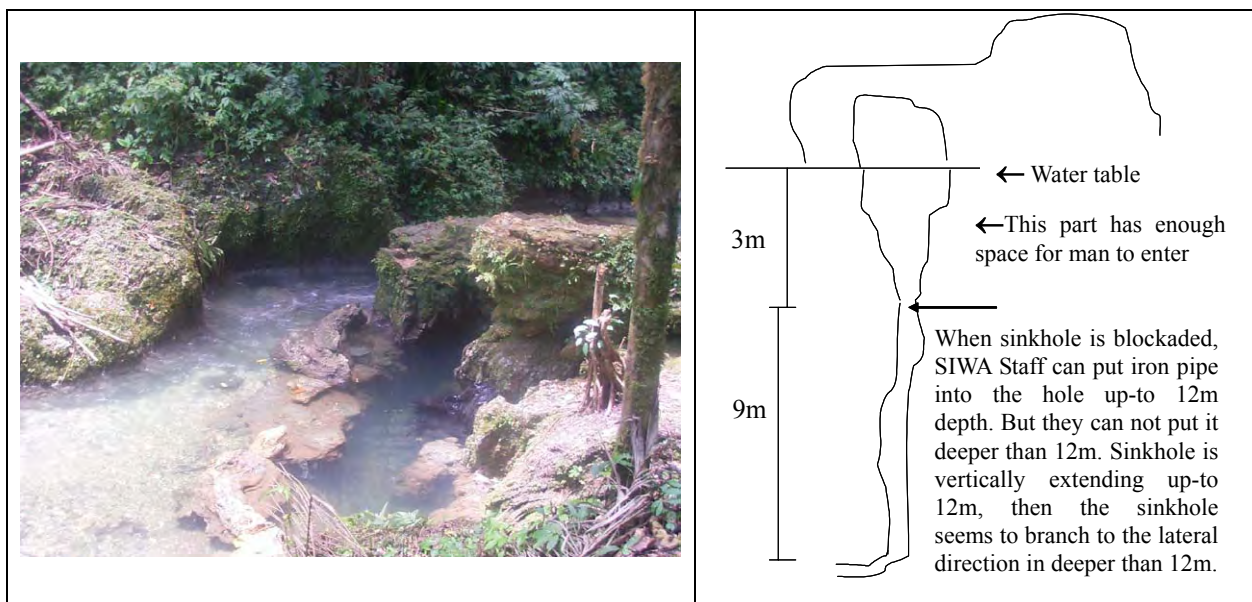 ← Water table
3m
←This part has enough
space for man to enter
When sinkhole is blockaded,
SIWA Staff can put iron pipe
into the hole up-to 12m
depth. But they can not put it
deeper than 12m. Sinkhole is
vertically extending up-to
12m, then the sinkhole
seems to branch to the lateral
direction in deeper than 12m.
9m